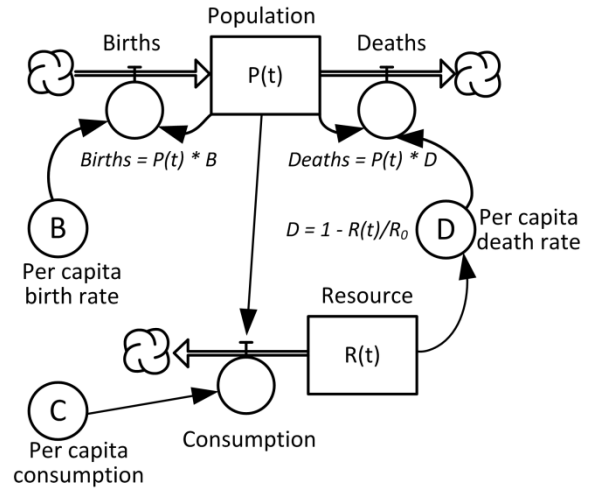 Population
Births
Deaths
P(t)
Births = P(t) * B
Deaths = P(t) * D
B
Per capita
birth rate
D = 1 - R(t)/R₀
D
Per capita
death rate
Resource
R(t)
C
Per capita
consumption
Consumption